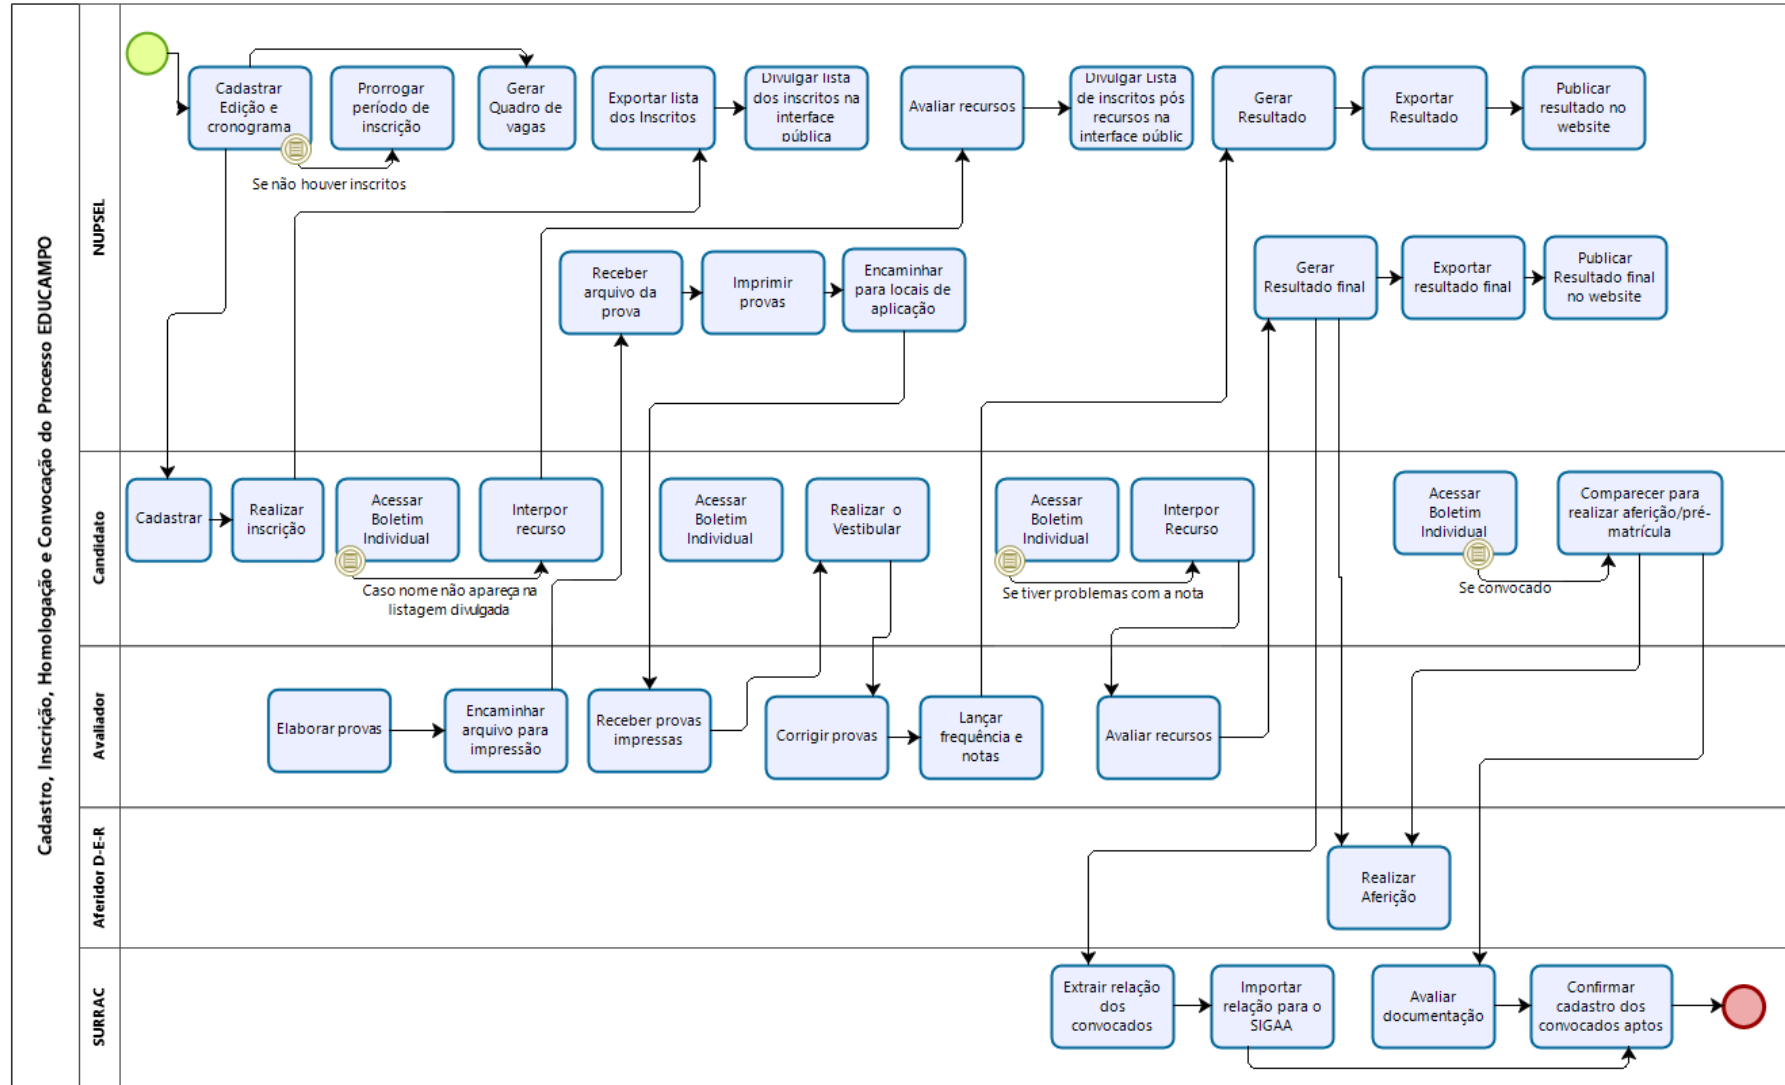 Cadastro, Inscrição, Homologação e Convocação do Processo EDUCAMPO
NUPSEL
Cadastrar
Edição e
cronograma
Prorrogar
período de
inscrição
Gerar
Quadro de
vagas
Exportar lista
dos Inscritos
Divulgar lista
dos inscritos na
interface
pública
Avaliar recursos
Divulgar Lista
de inscritos pós
recursos na
interface públic
Gerar
Resultado
Exportar
Resultado
Publicar
resultado no
website
Se não houver inscritos
Receber
arquivo da
prova
Imprimir
provas
Encaminhar
para locais de
aplicação
Gerar
Resultado final
Exportar
resultado final
Publicar
Resultado final
no website
Candidato
Cadastrar
Realizar
inscrição
Acessar
Boletim
Individual
Interpor
recurso
Caso nome não apareça na
listagem divulgada
Acessar
Boletim
Individual
Realizar o
Vestibular
Acessar
Boletim
Individual
Interpor
Recurso
Se tiver problemas com a nota
Acessar
Boletim
Individual
Comparecer para
realizar aferição/pré-
matrícula
Se convocado
Avaliador
Elaborar provas
Encaminhar
arquivo para
impressão
Receber provas
impressas
Corrigir provas
Lançar
frequência e
notas
Avaliar recursos
Aferidor D-E-R
Realizar
Aferição
SURRAC
Extrair relação
dos
convocados
Importar
relação para o
SIGAA
Avaliar
documentação
Confirmar
cadastro dos
convocados aptos